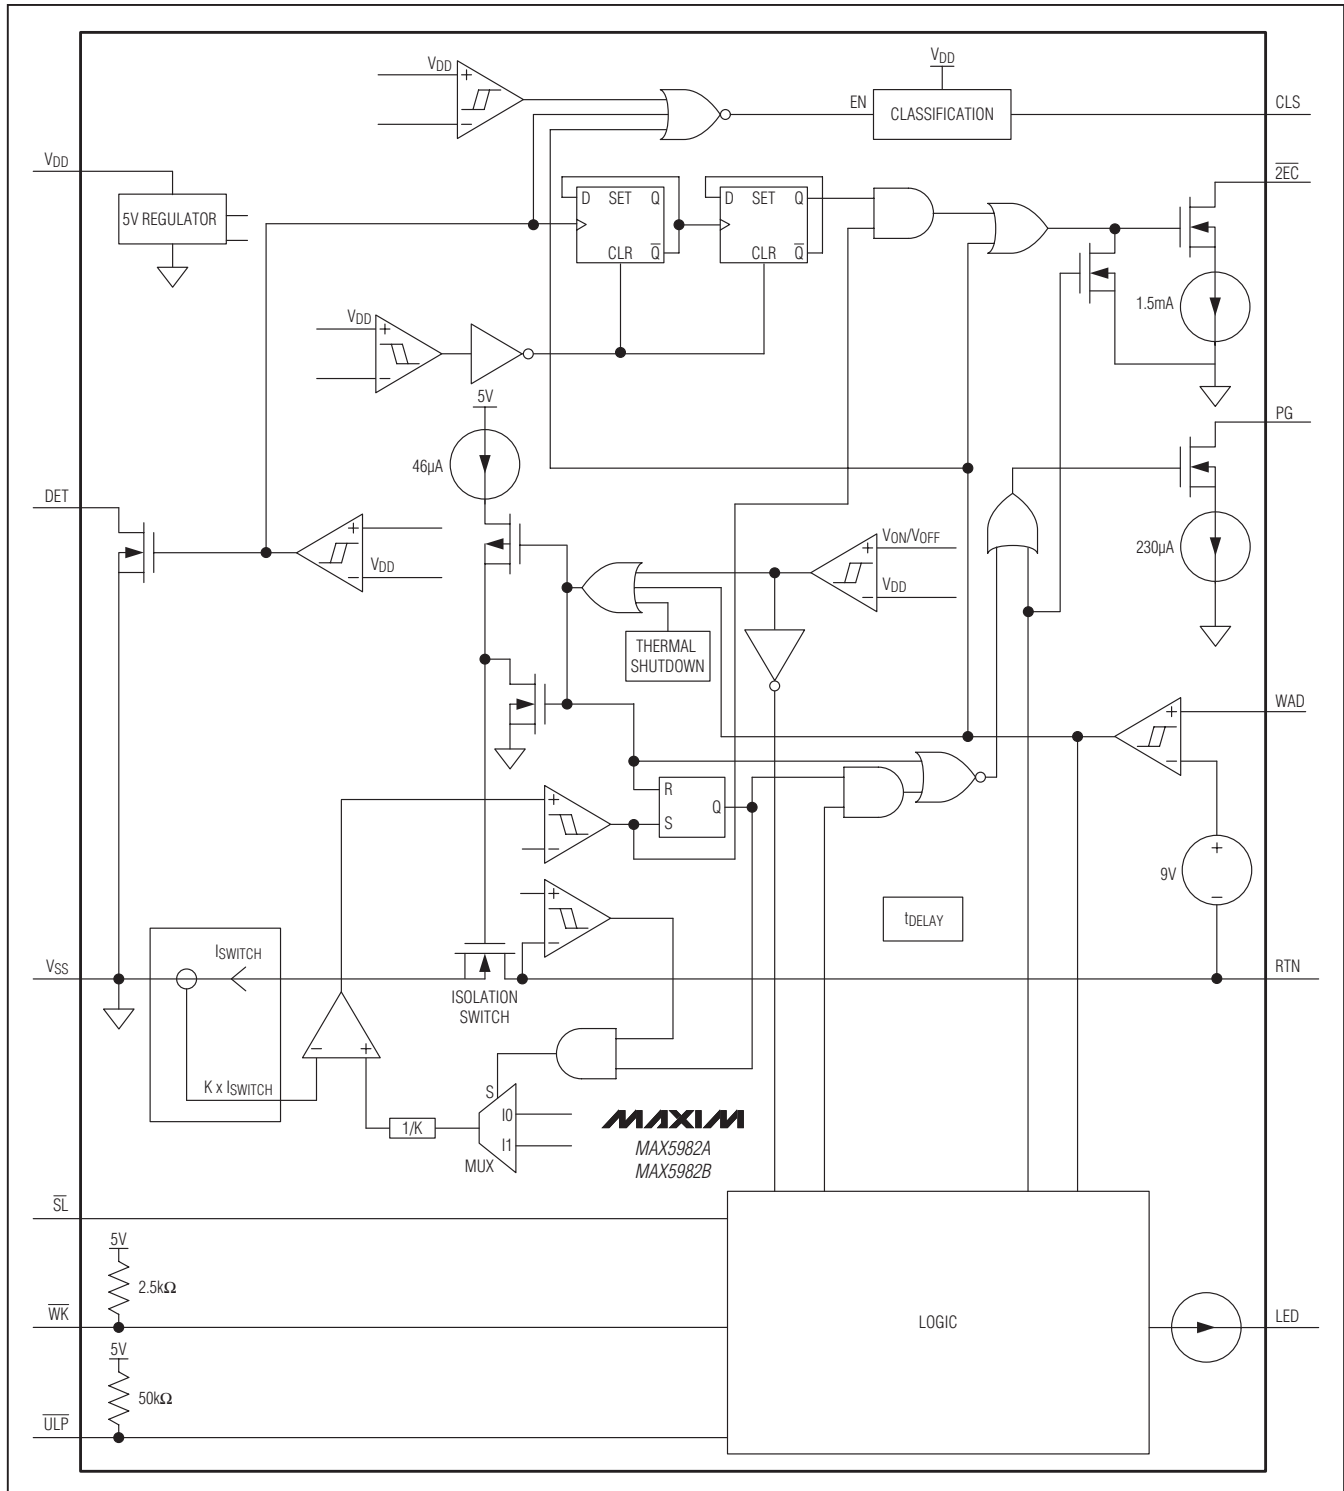 VDD
VDD
EN
CLASSIFICATION
CLS
VDD
2EC
5V REGULATOR
D SET Q
CLR Q
D SET Q
CLR Q
1.5mA
VDD
5V
46µA
PG
DET
VDD
VON/VOFF
VDD
230µA
THERMAL
SHUTDOWN
WAD
R
S
Q
9V
tDELAY
VSS
ISWITCH
ISOLATION
SWITCH
RTN
K x ISWITCH
1/K
S
I0
I1
MUX
MAXIM
MAX5982A
MAX5982B
SL
5V
2.5kΩ
WK
LOGIC
LED
5V
50kΩ
ULP